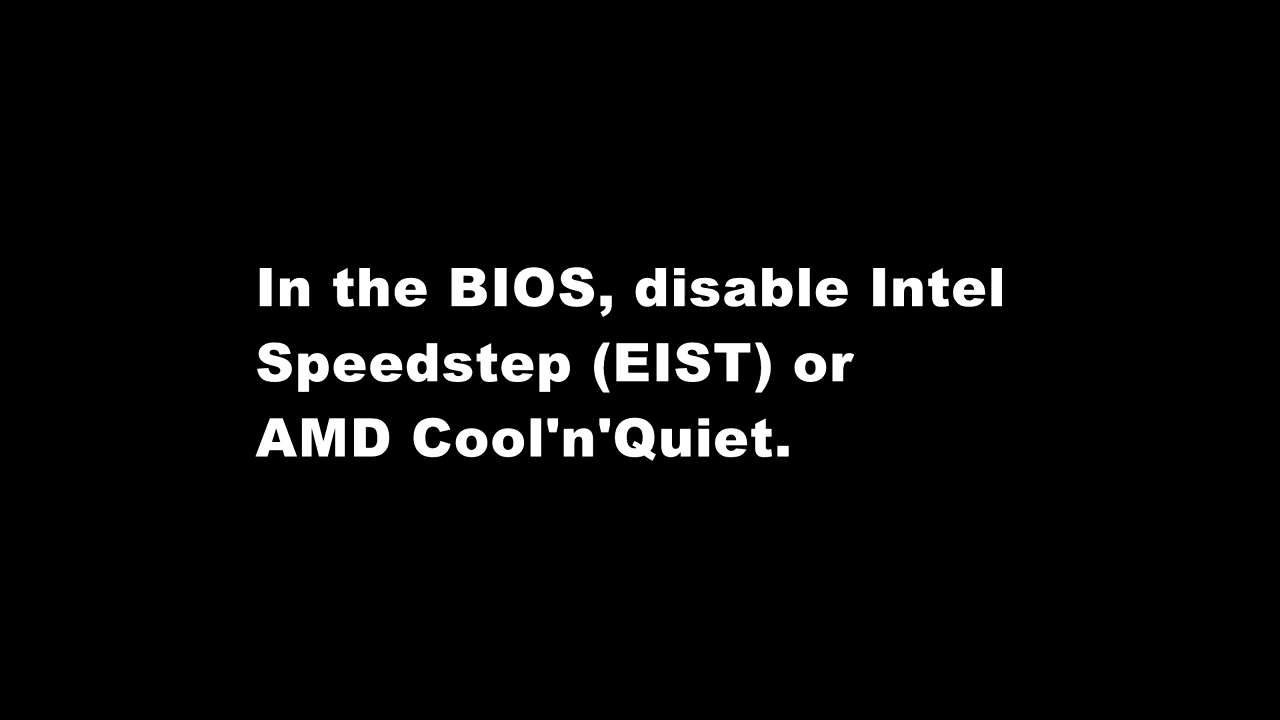 In the BIOS, disable Intel
Speedstep (EIST) or
AMD Cool'n'Quiet.